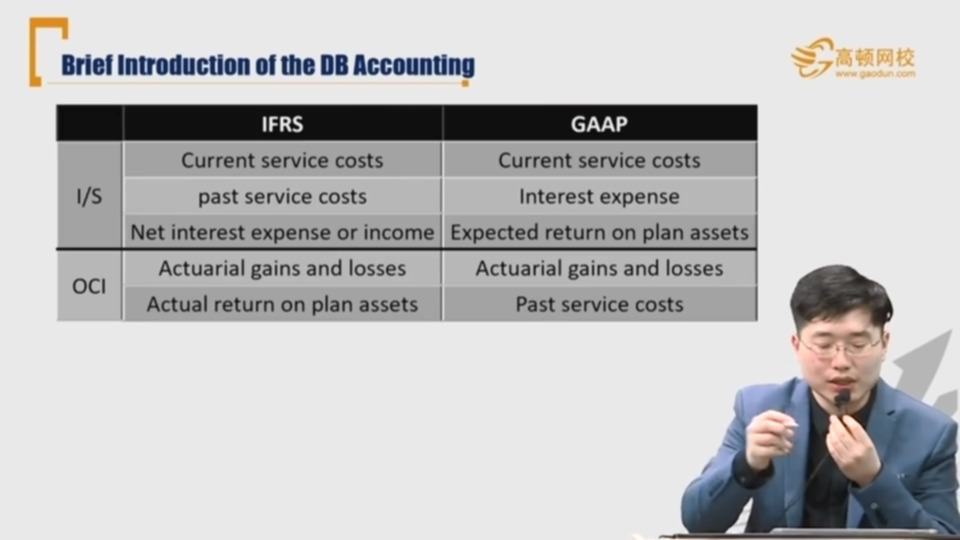 Brief Introduction of the DB Accounting
高顿网校
www.gaodun.com
IFRS GAAP
I/S
Current service costs Current service costs
past service costs Interest expense
Net interest expense or income Expected return on plan assets
OCI
Actuarial gains and losses Actuarial gains and losses
Actual return on plan assets Past service costs